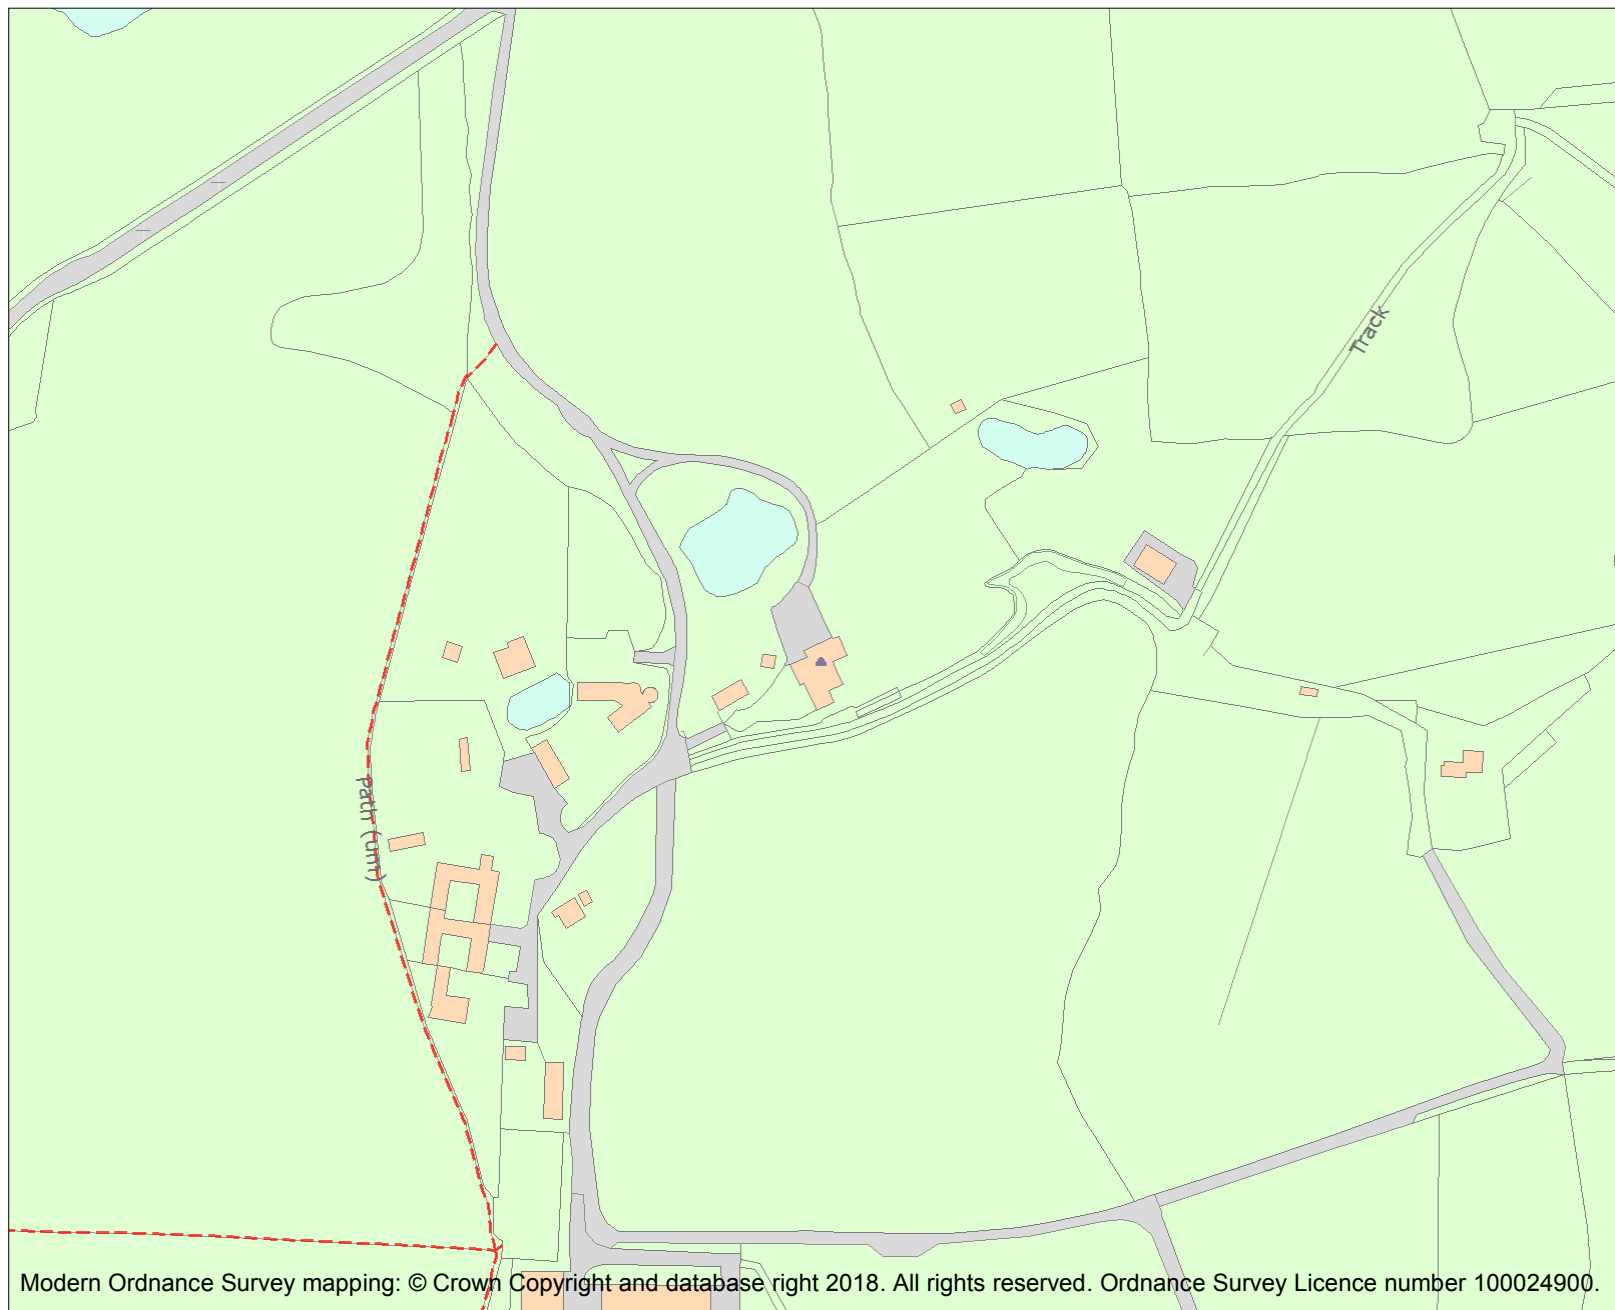 Track
Path (um)
Modern Ordnance Survey mapping: © Crown Copyright and database right 2018. All rights reserved. Ordnance Survey Licence number 100024900.